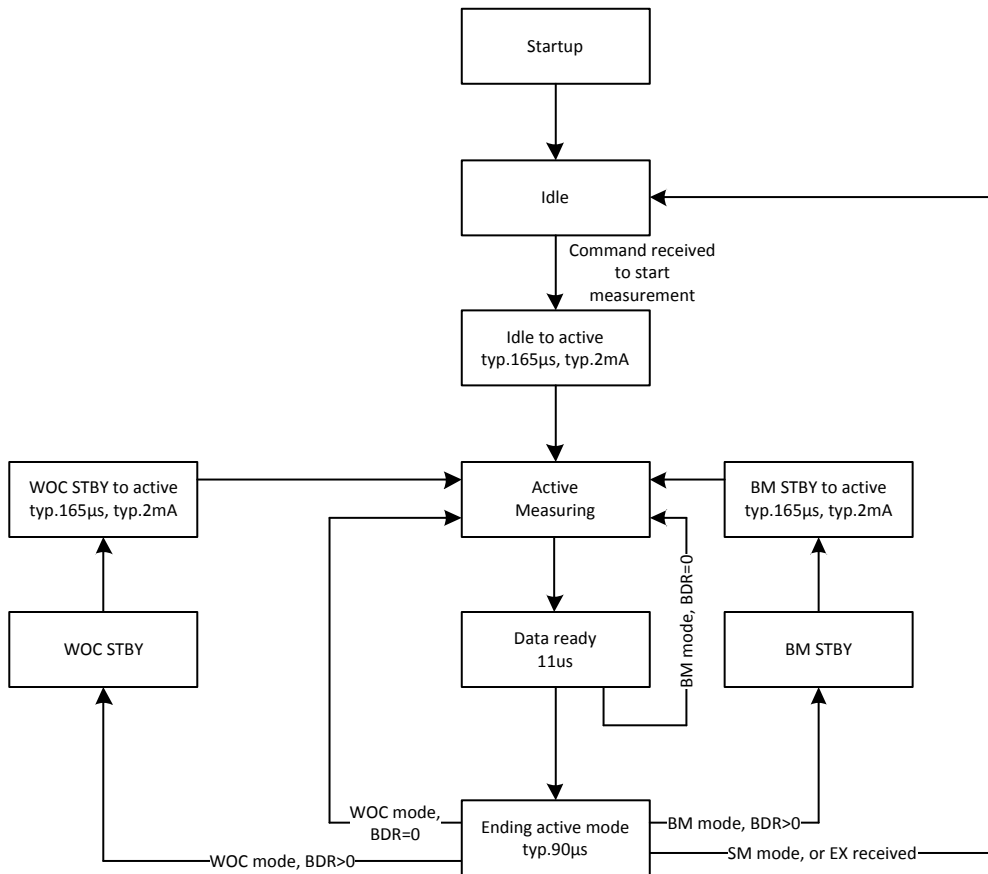 Startup
Idle
Command received
to start
measurement
Idle to active
typ.165µs, typ.2mA
WOC STBY to active
typ.165µs, typ.2mA
Active
Measuring
BM STBY to active
typ.165µs, typ.2mA
BM mode, BDR=0
WOC STBY
Data ready
11us
BM STBY
WOC mode,
BDR=0
Ending active mode
typ.90µs
BM mode, BDR>0
WOC mode, BDR>0
SM mode, or EX received